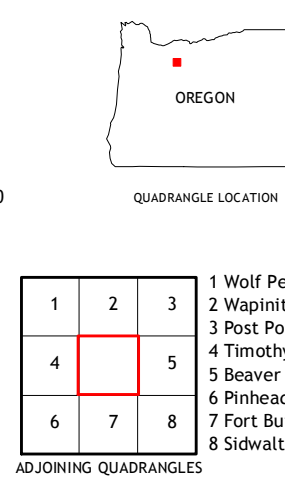 OREGON
QUADRANGLE LOCATION
0
1 2 3
4 5
6 7 8
ADJOINING QUADRANGLES
1 Wolf Pe
2 Wapinit
3 Post Po
4 Timothy
5 Beaver
6 Pinhead
7 Fort Bu
8 Sidwalt